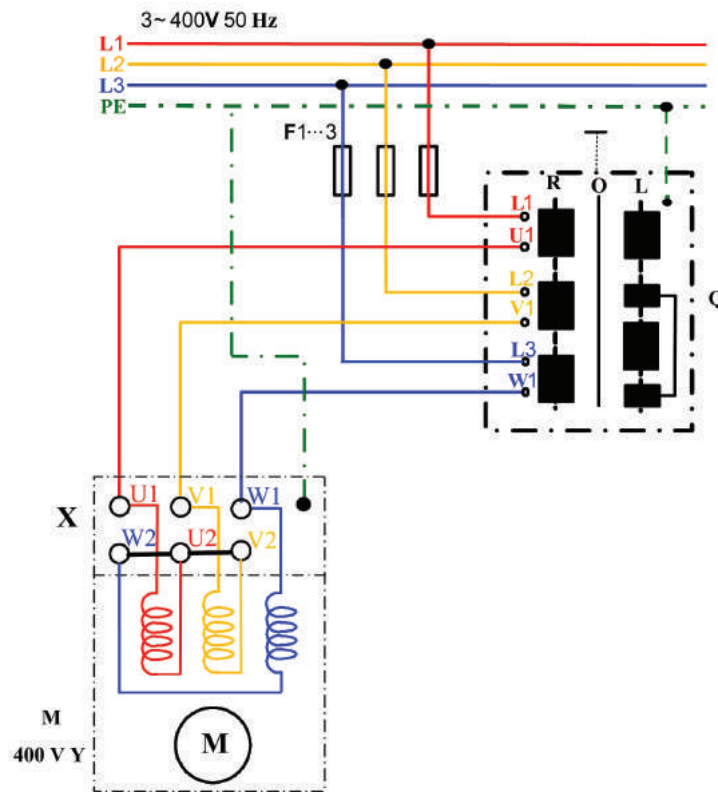 3~ 400V 50 Hz
L1
L2
L3
PE
F1···3
R O L
L1
U1
L2
V1
L3
W1
Q
X
U1 V1 W1
W2 U2 V2
M
400 V Y
M